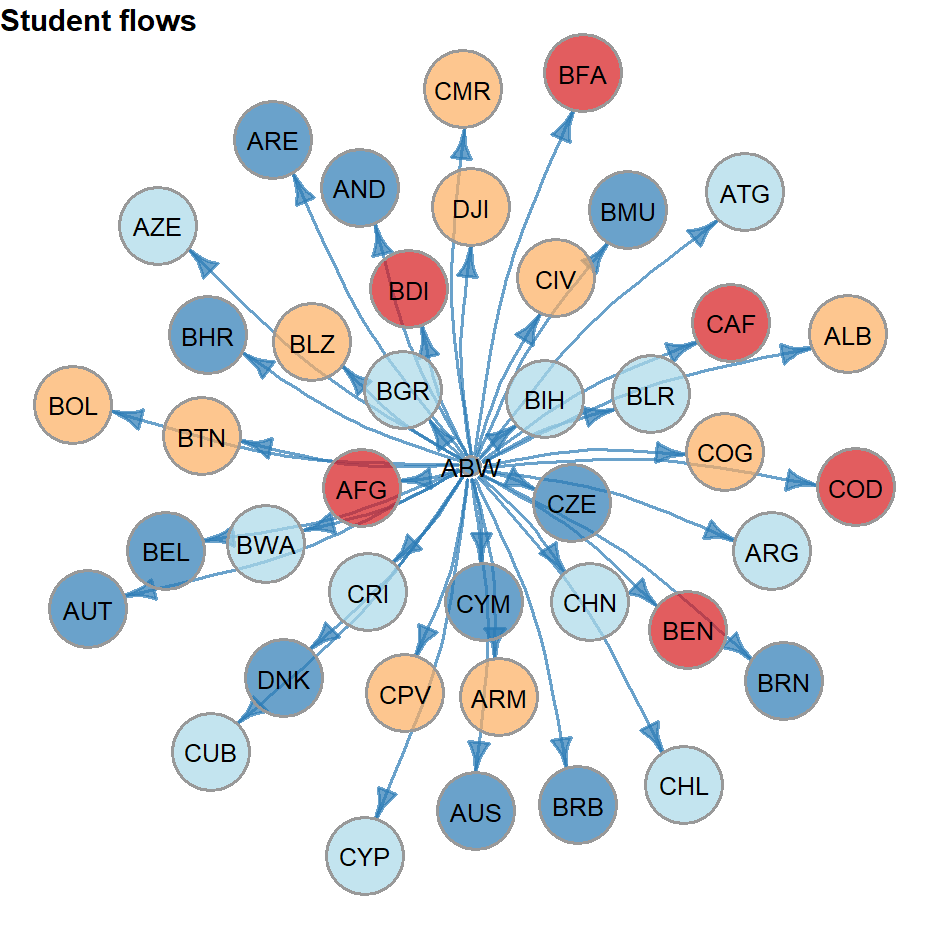 Student flows
BFA
CMR
ARE
AND
ATG
DJI
BMU
AZE
CIV
BDI
CAF
ALB
BHR
BLZ
BGR
BIH
BLR
BOL
BTN
COG
ABW
AFG
COD
CZE
BEL
BWA
ARG
CRI
CYM
CHN
AUT
BEN
DNK
BRN
CPV
ARM
CUB
CHL
AUS
BRB
CYP